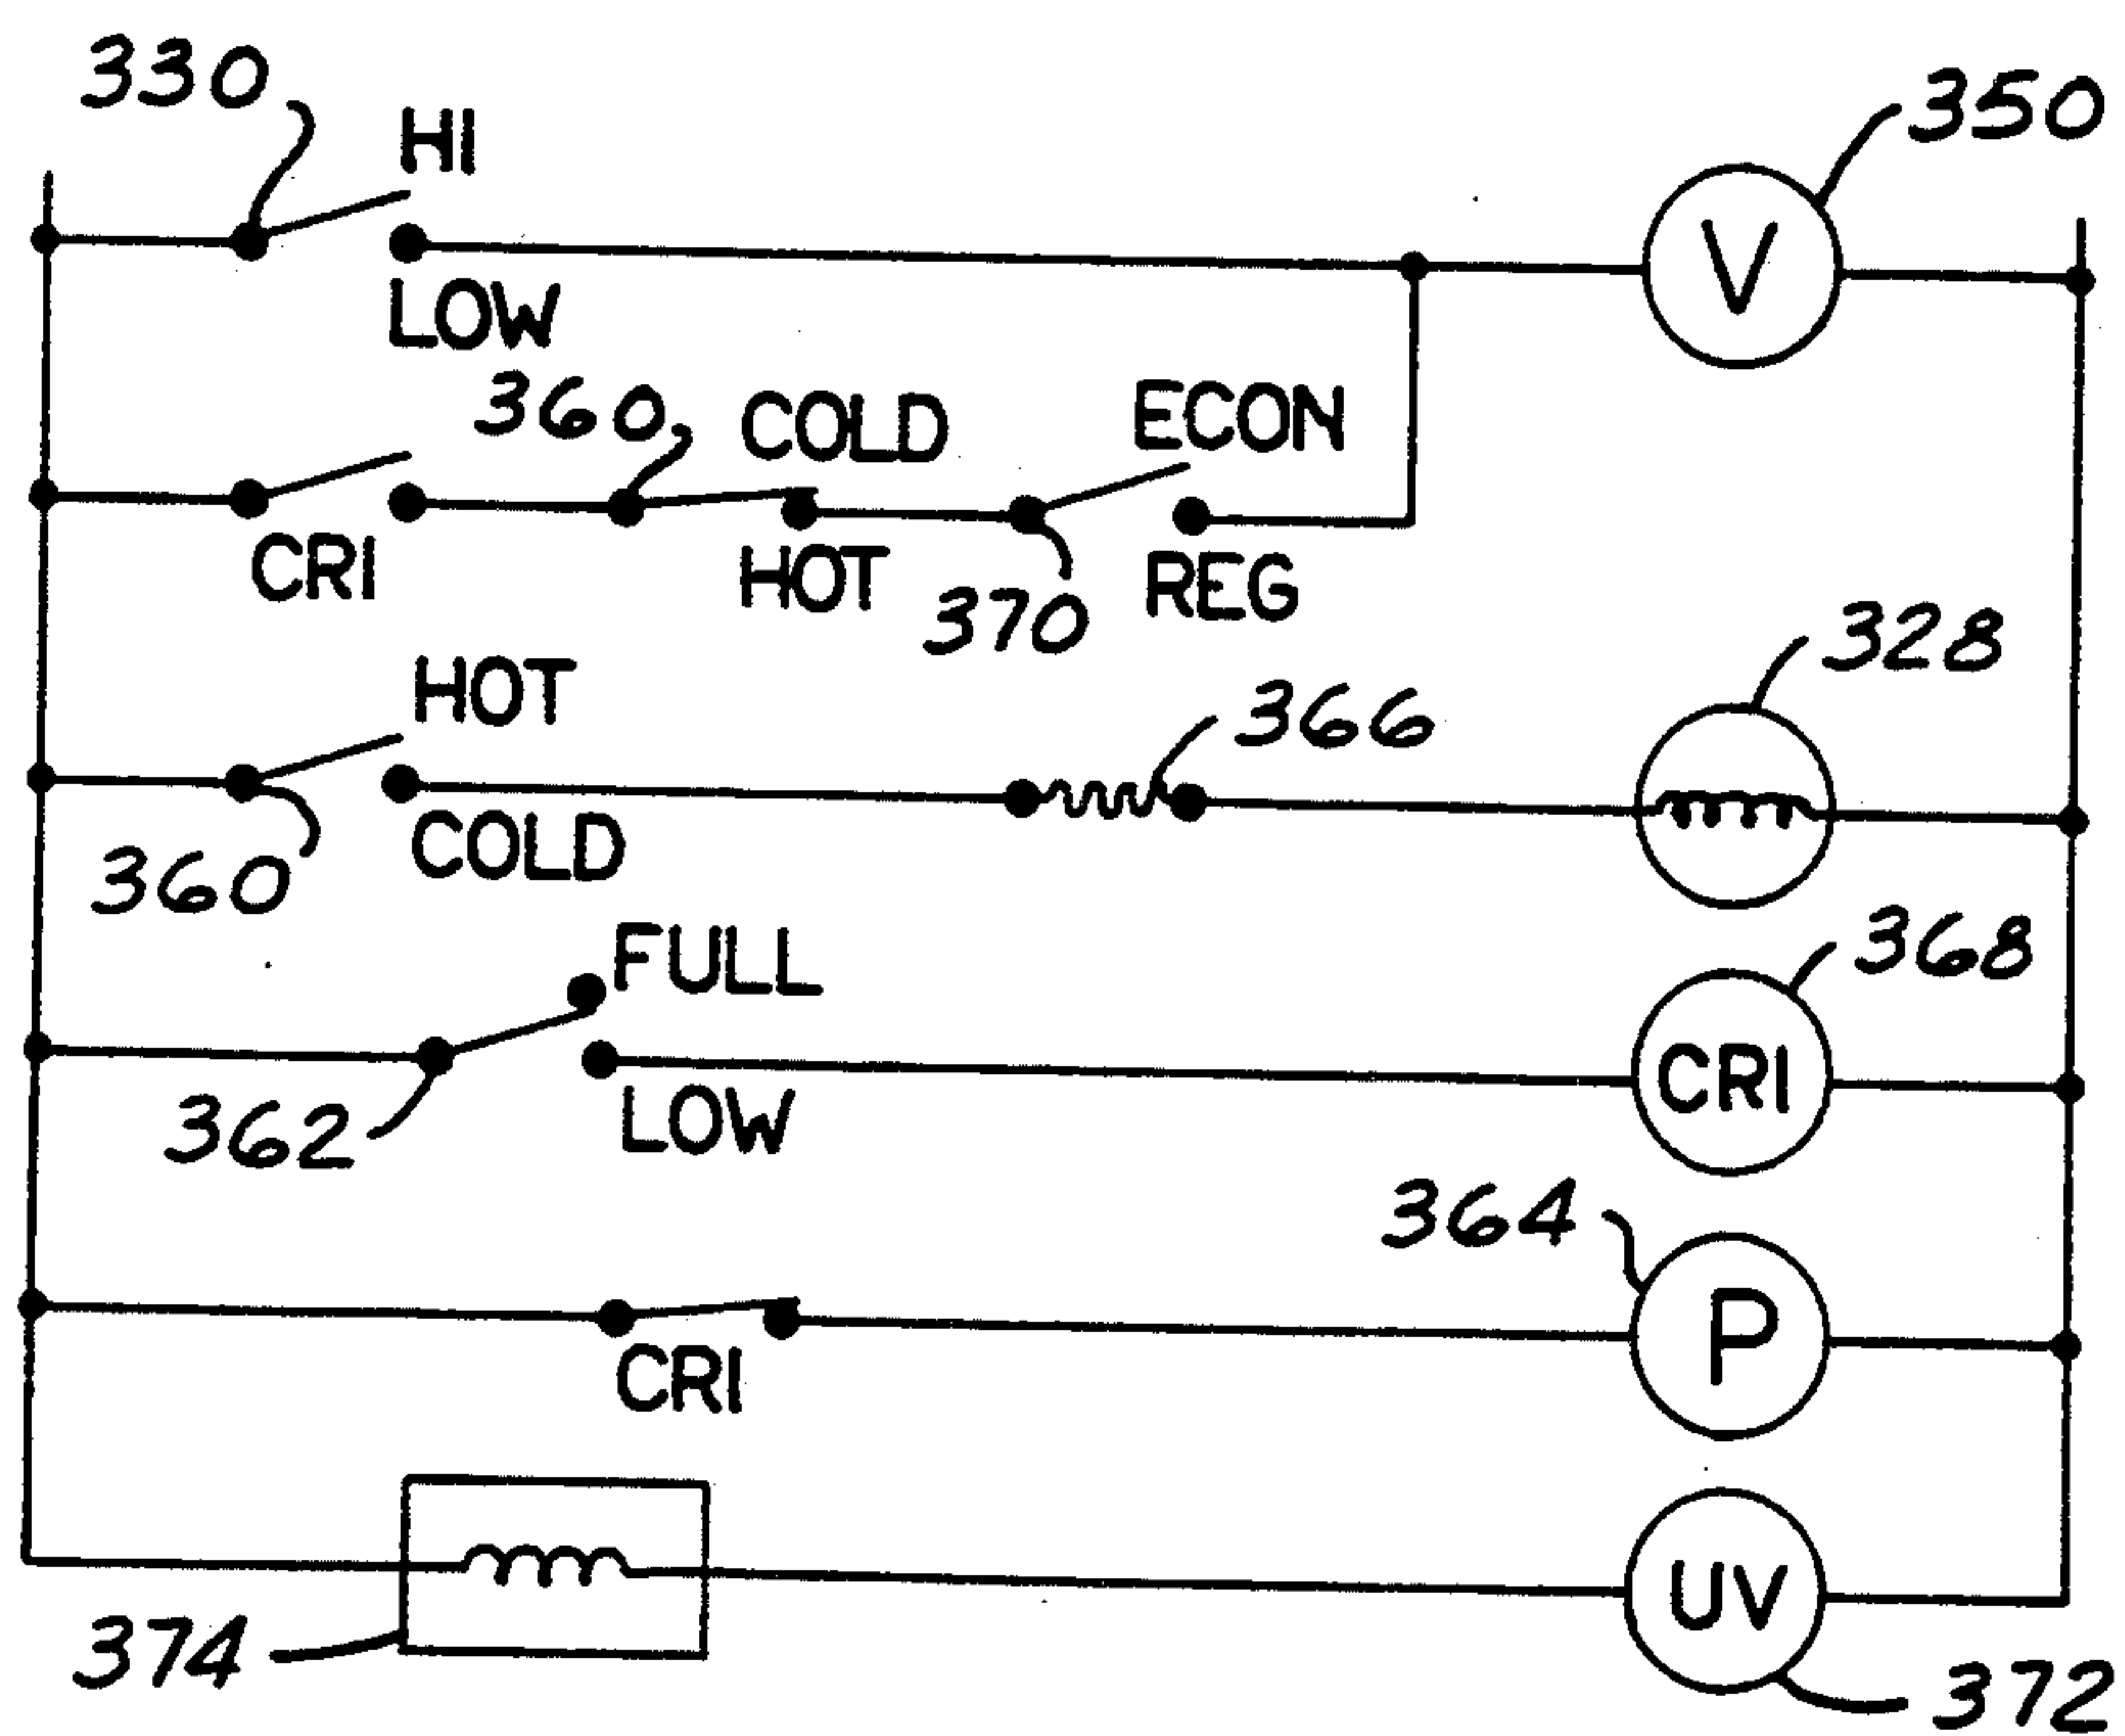 330
HI
350
V
LOW
360
COLD
ECON
CRI
HOT
370
REG
328
HOT
366
360
COLD
368
FULL
CRI
362
LOW
364
P
CRI
UV
374
372